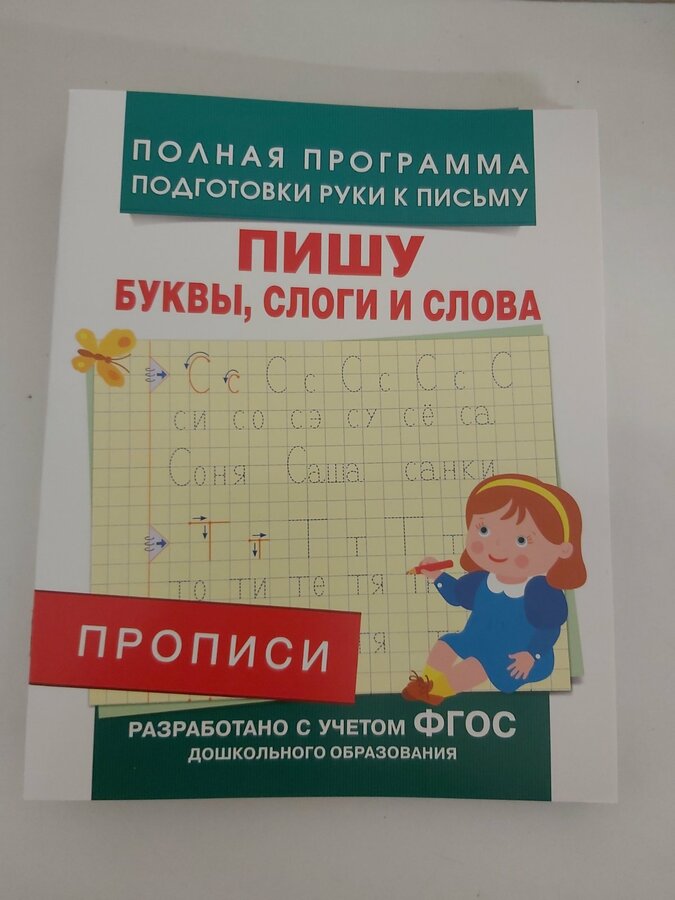 ПОЛНАЯ ПРОГРАММА
ПОДГОТОВКИ РУКИ К ПИСЬМУ
ПИШУ
БУКВЫ, СЛОГИ И СЛОВА
С с С с С с С с С
си со сэ су сё са
Соня Саша санки
Т т Т т Т т
то ти те тя
тя
ПРОПИСИ
РАЗРАБОТАНО С УЧЕТОМ ФГОС
ДОШКОЛЬНОГО ОБРАЗОВАНИЯ